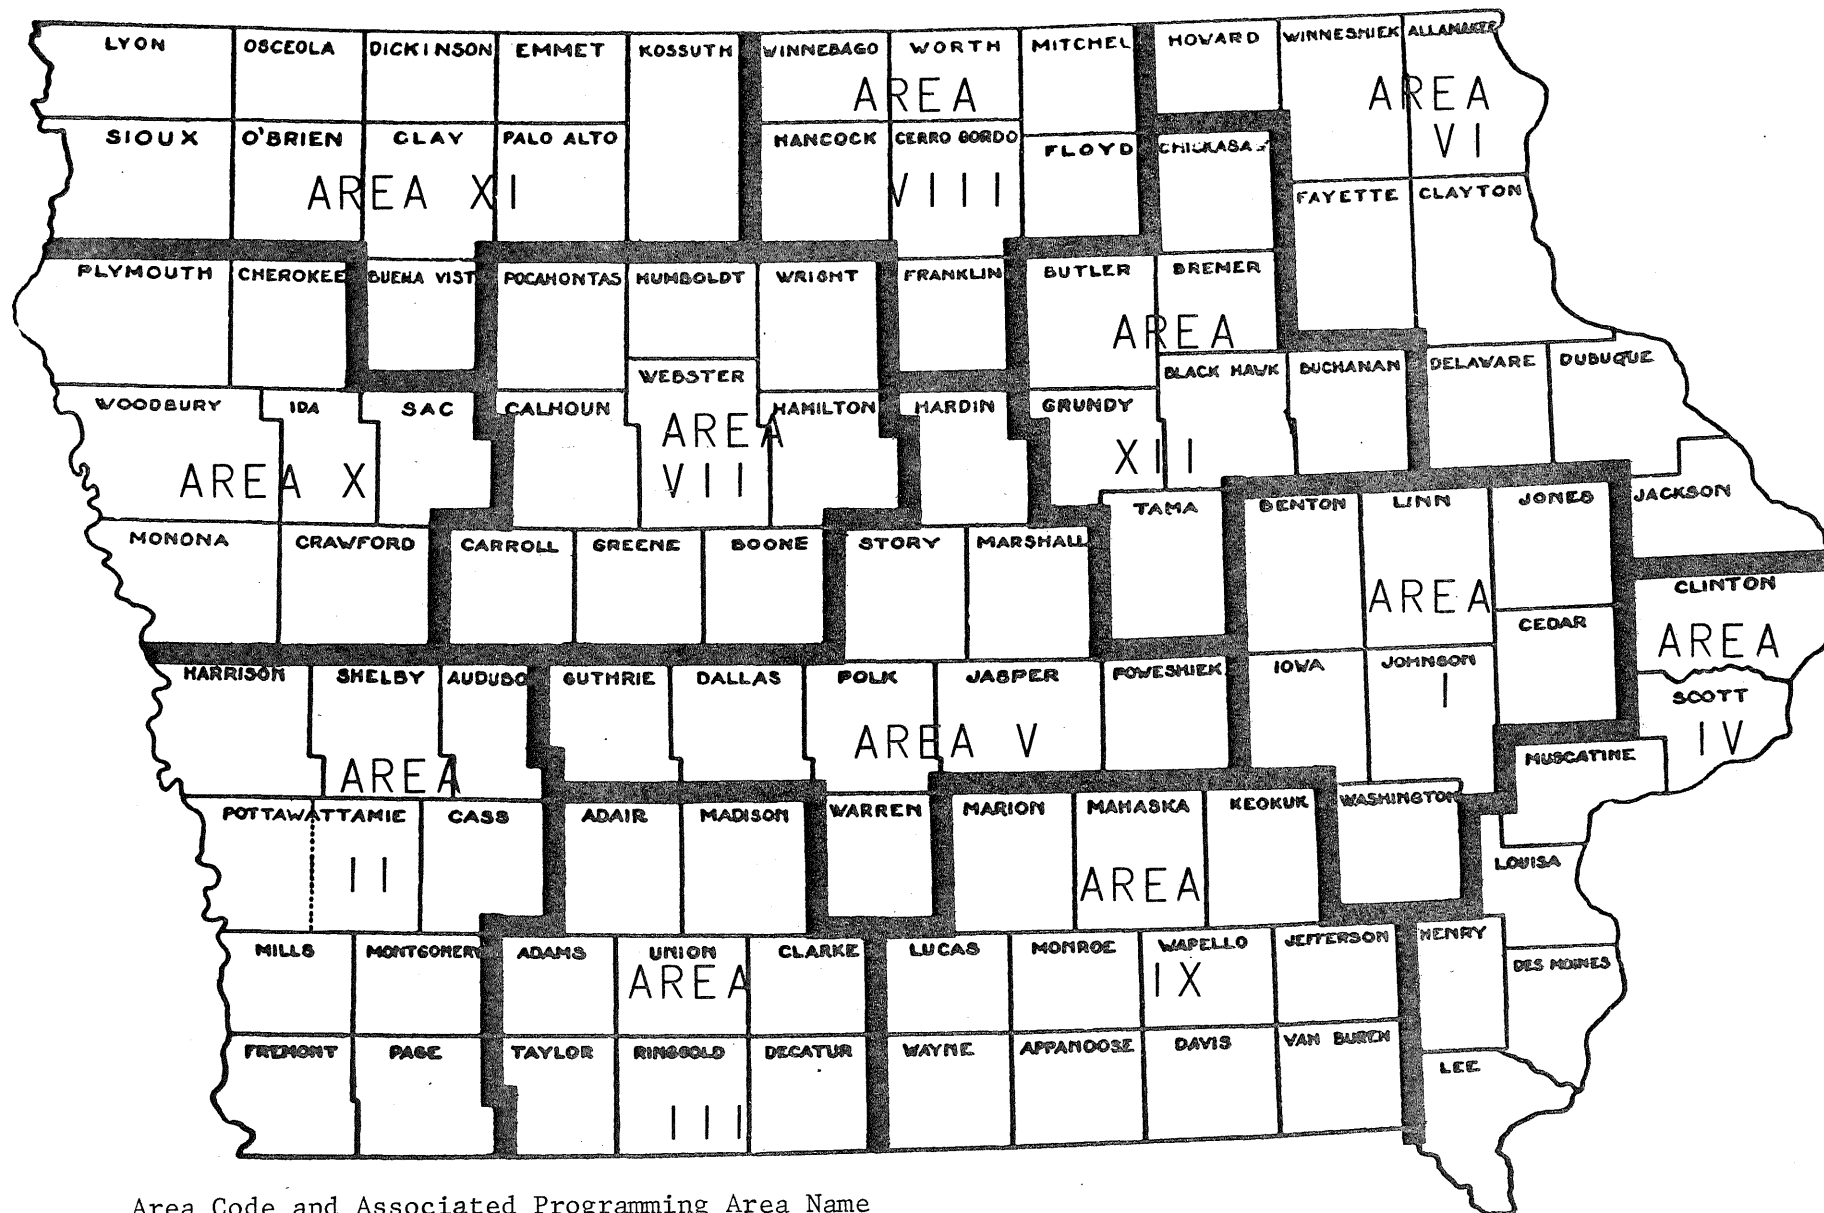 LYON OSCEOLA DICKINSON EMMET KOSSUTH WINNEBAGO WORTH MITCHEL HOWARD WINNESHIEK ALLAMAKEE
AREA AREA
SIOUX O'BRIEN CLAY PALO ALTO HANCOCK CERRO GORDO FLOYD CHICKASA VI
AREA XI VIII FAYETTE CLAYTON
PLYMOUTH CHEROKEE BUENA VIST POCAHONTAS HUMBOLDT WRIGHT FRANKLIN BUTLER BREMER
AREA
WEBSTER BLACK HAWK BUCHANAN DELAWARE DUBUQUE
WOODBURY IDA SAC CALHOUN HAMILTON HARDIN GRUNDY
AREA XII
AREA X VII
TAMA BENTON LINN JONES JACKSON
MONONA CRAWFORD CARROLL GREENE BOONE STORY MARSHALL
CLINTON
AREA
CEDAR AREA
HARRISON SHELBY AUDUBO GUTHRIE DALLAS POLK JASPER POWESHIEK IOWA JOHNSON
I SCOTT
AREA V IV
AREA MUSCATINE
POTTAWATTAMIE CASS ADAIR MADISON WARREN MARION MAHASKA KEOKUK WASHINGTON
II AREA LOUISA
MILLS MONTGOMERY ADAMS UNION CLARKE LUCAS MONROE WAPELLO JEFFERSON HENRY
AREA IX DES MOINES
FREMONT PAGE TAYLOR RINGGOLD DECATUR WAYNE APPANOOSE DAVIS VAN BUREN
LEE
III
Area Code and Associated Programming Area Name